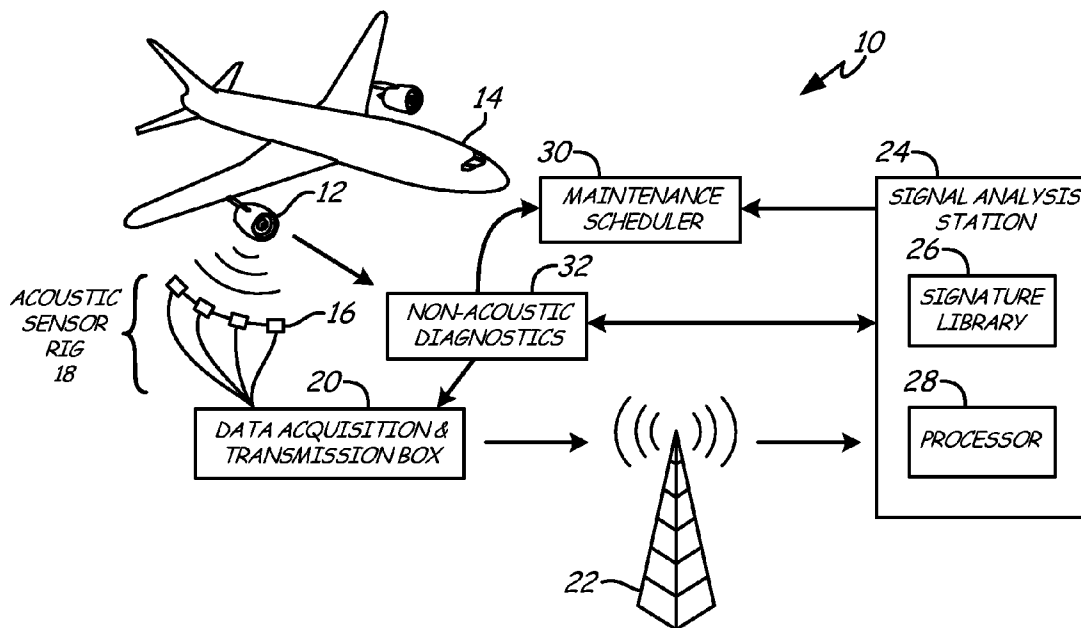 10
14
30
24
MAINTENANCE
SCHEDULER
SIGNAL ANALYSIS
STATION
12
32
26
ACOUSTIC
SENSOR
RIG
18
16
NON-ACOUSTIC
DIAGNOSTICS
SIGNATURE
LIBRARY
20
28
DATA ACQUISITION &
TRANSMISSION BOX
PROCESSOR
22